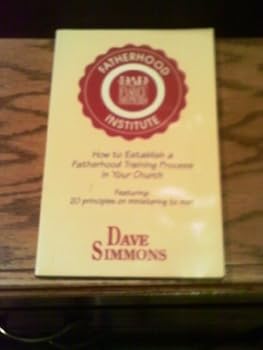 FATHERHOOD
DAD
INSTITUTE
How to Establish a
Fatherhood Training Process
in Your Church
Featuring:
20 principles on ministering to men
DAVE
SIMMONS